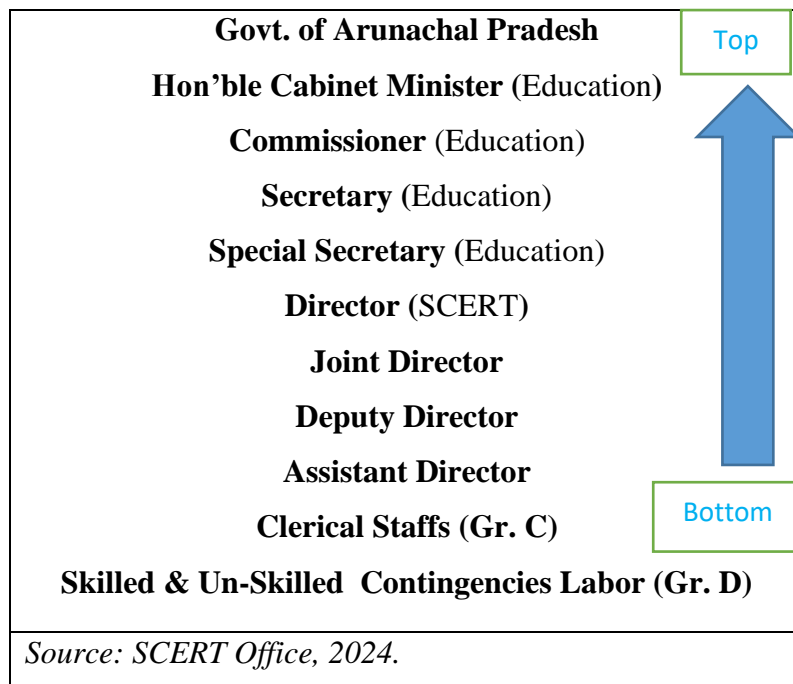 Govt. of Arunachal Pradesh
Top
Hon'ble Cabinet Minister (Education)
Commissioner (Education)
Secretary (Education)
Special Secretary (Education)
Director (SCERT)
Joint Director
Deputy Director
Assistant Director
Bottom
Clerical Staffs (Gr. C)
Skilled & Un-Skilled Contingencies Labor (Gr. D)
Source: SCERT Office, 2024.